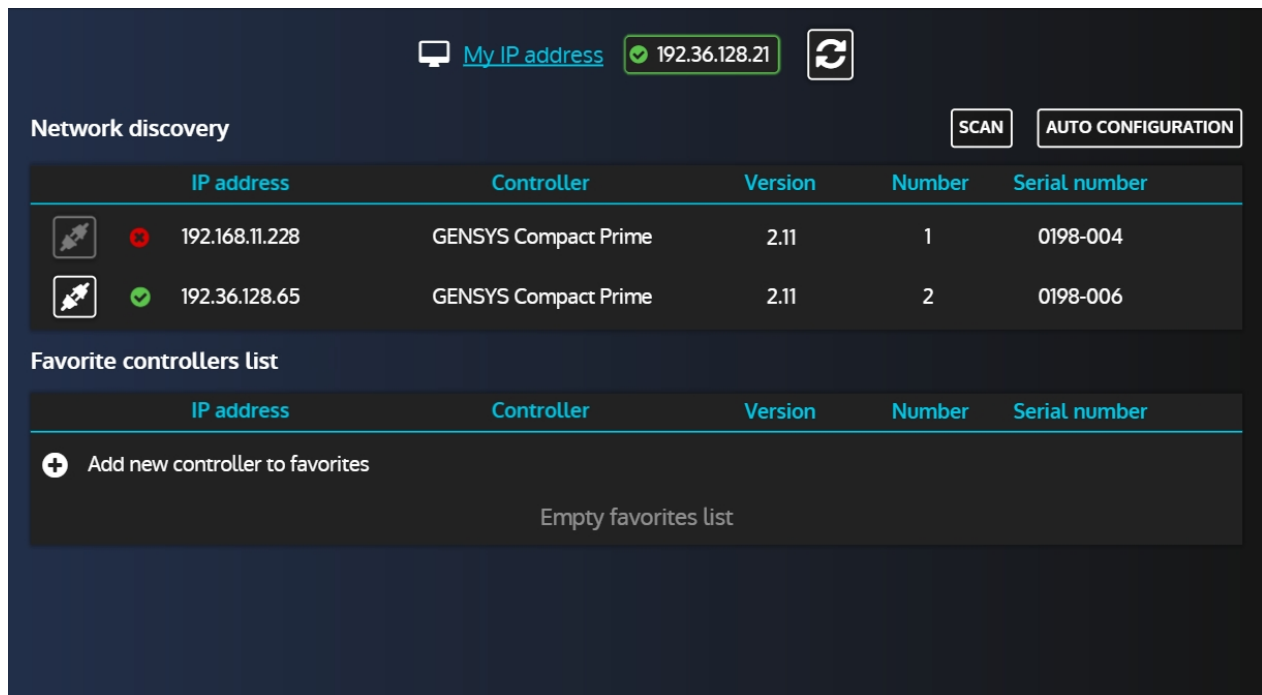 My IP address 192.36.128.21
Network discovery SCAN AUTO CONFIGURATION
IP address Controller Version Number Serial number
192.168.11.228 GENSYS Compact Prime 2.11 1 0198-004
192.36.128.65 GENSYS Compact Prime 2.11 2 0198-006
Favorite controllers list
IP address Controller Version Number Serial number
Add new controller to favorites
Empty favorites list